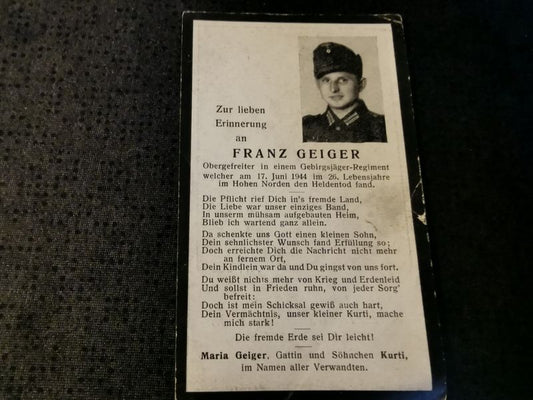 Zur lieben
Erinnerung
an
FRANZ GEIGER
Obergefreiter in einem Gebirgsjäger-Regiment
welcher am 17. Juni 1944 im 26. Lebensjahre
im Hohen Norden den Heldentod fand.
Die Pflicht rief Dich in's fremde Land,
Die Liebe war unser einziges Band,
In unserm mühsam aufgebauten Heim,
Blieb ich wartend ganz allein.
Da schenkte uns Gott einen kleinen Sohn,
Dein sehnlichster Wunsch fand Erfüllung so;
Doch erreichte Dich die Nachricht nicht mehr
an fernem Ort,
Dein Kindlein war da und Du gingst von uns fort.
Du weißt nichts mehr von Krieg und Erdenleid
Und sollst in Frieden ruhn, von jeder Sorg'
befreit:
Doch ist mein Schicksal gewiß auch hart,
Dein Vermächtnis, unser kleiner Kurti, mache
mich stark!
Die fremde Erde sei Dir leicht!
Maria Geiger, Gattin und Söhnchen Kurti,
im Namen aller Verwandten.